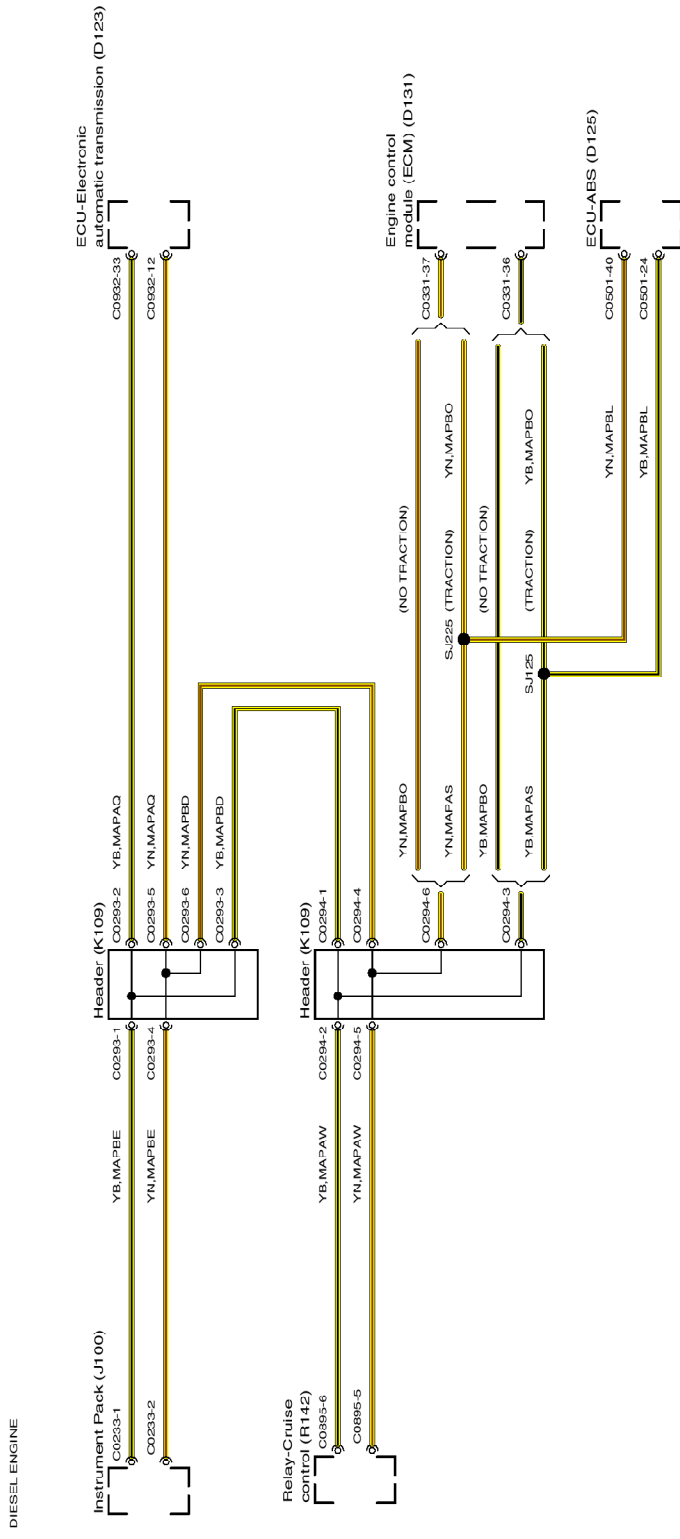 DIESEL ENGINE
Instrument Pack (J100)
C0233-1
C0233-2
YB,MAPBE
YN,MAPBE
C0293-1
C0293-4
Header (K109)
C0293-2
C0293-5
C0293-6
C0293-3
YB,MAPAQ
YN,MAPAQ
YN,MAPBD
YB,MAPBD
C0932-33
C0932-12
ECU-Electronic
automatic transmission (D123)
Relay-Cruise
control (R142)
C0895-6
C0895-5
YB,MAPAW
YN,MAPAW
C0294-2
C0294-5
Header (K109)
C0294-1
C0294-4
C0294-6
C0294-3
YN,MAPBO
YN,MAPAS
YB,MAPBO
YB,MAPAS
SJ225
SJ125
(NO TRACTION)
(TRACTION)
(NO TRACTION)
(TRACTION)
YN,MAPBO
YB,MAPBO
YN,MAPBL
YB,MAPBL
C0331-37
C0331-36
C0501-40
C0501-24
Engine control
module (ECM) (D131)
ECU-ABS (D125)